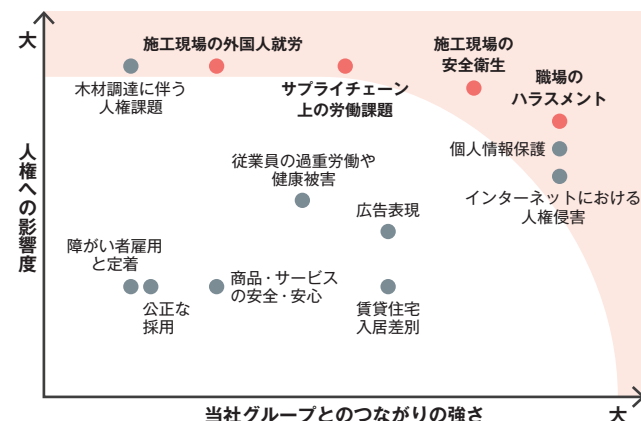 大
人権への影響度
施工現場の外国人就労
木材調達に伴う
人権課題
サプライチェーン
上の労働課題
施工現場の
安全衛生
職場の
ハラスメント
個人情報保護
インターネットにおける
人権侵害
従業員の過重労働や
健康被害
広告表現
障がい者雇用
と定着
公正な
採用
商品・サービス
の安全・安心
賃貸住宅
入居差別
当社グループとのつながりの強さ
大